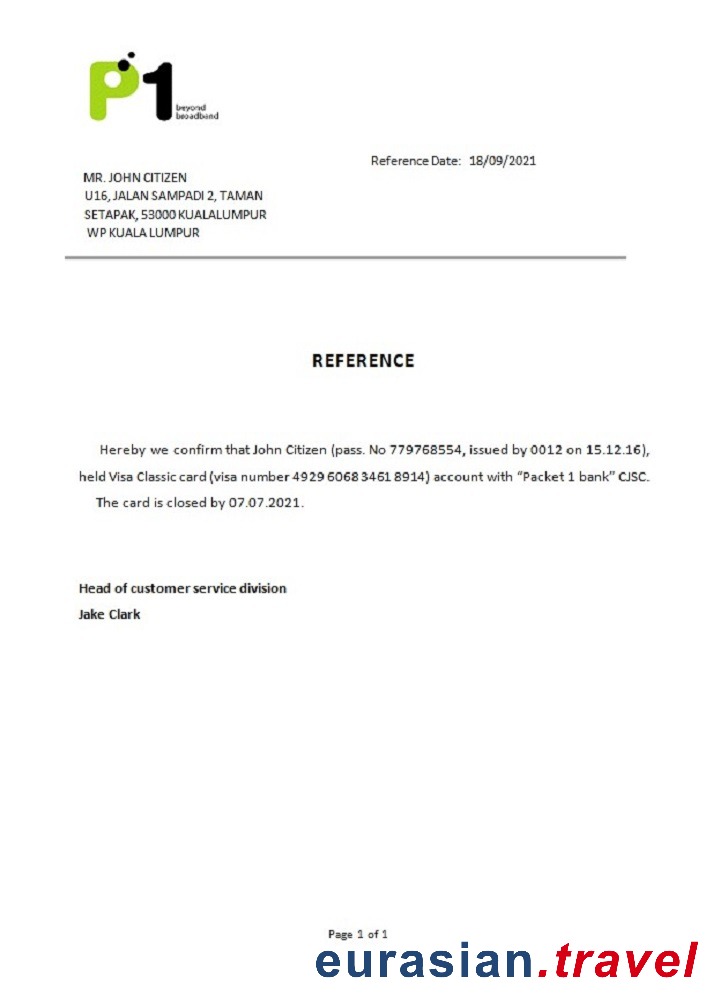 P1
beyond
broadband
Reference Date: 18/09/2021
MR. JOHN CITIZEN
U16, JALAN SAMPADI 2, TAMAN
SETAPAK, 53000 KUALALUMPUR
WP KUALA LUMPUR
REFERENCE
Hereby we confirm that John Citizen (pass. No 779768554, issued by 0012 on 15.12.16),
held Visa Classic card (visa number 4929 6068 3461 8914) account with “Packet 1 bank” CJSC.
The card is closed by 07.07.2021.
Head of customer service division
Jake Clark
Page 1 of 1
eurasian.travel